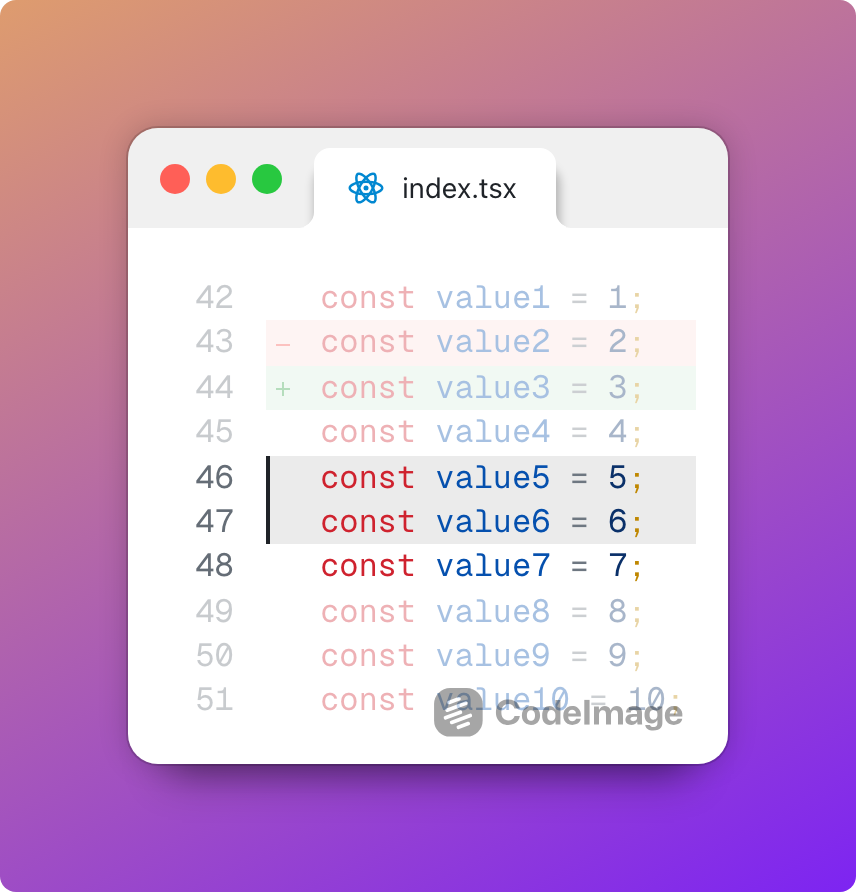 index.tsx
42 const value1 = 1;
43 - const value2 = 2;
44 + const value3 = 3;
45 const value4 = 4;
46 const value5 = 5;
47 const value6 = 6;
48 const value7 = 7;
49 const value8 = 8;
50 const value9 = 9;
51 const value10 = 10;
CodeImage